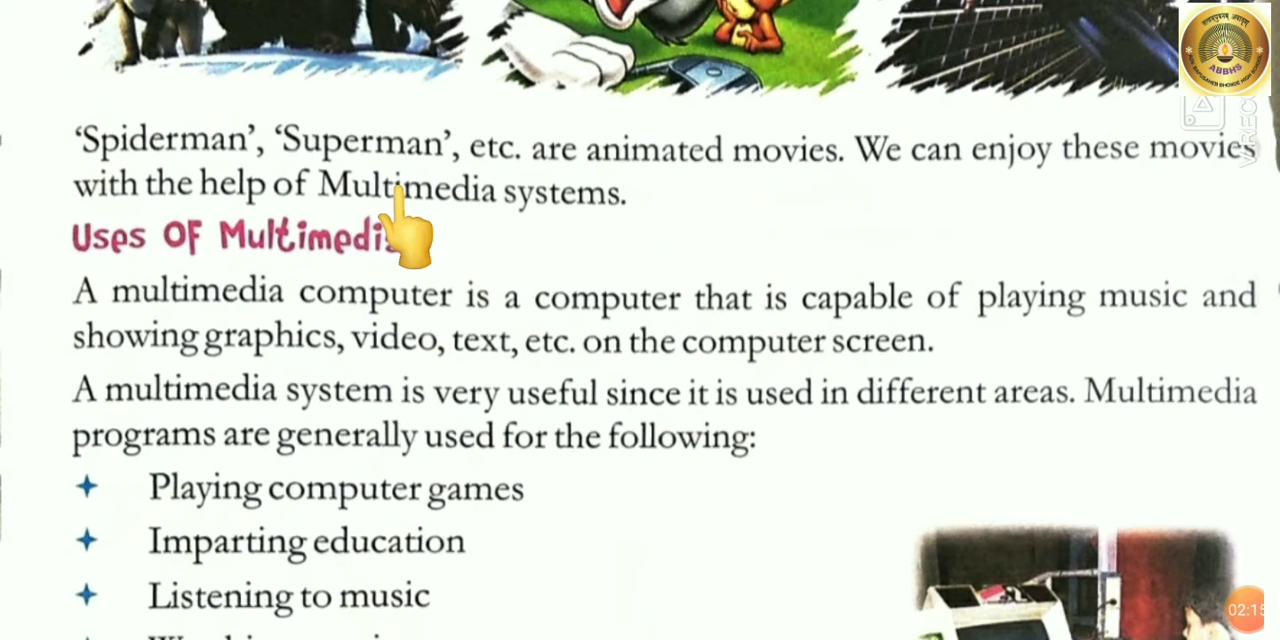 ‘Spiderman’, ‘Superman’, etc. are animated movies. We can enjoy these movies
with the help of Multimedia systems.
Uses OF Multimedia
A multimedia computer is a computer that is capable of playing music and
showing graphics, video, text, etc. on the computer screen.
A multimedia system is very useful since it is used in different areas. Multimedia
programs are generally used for the following:
Playing computer games
Imparting education
Listening to music
ABBHS
02:15